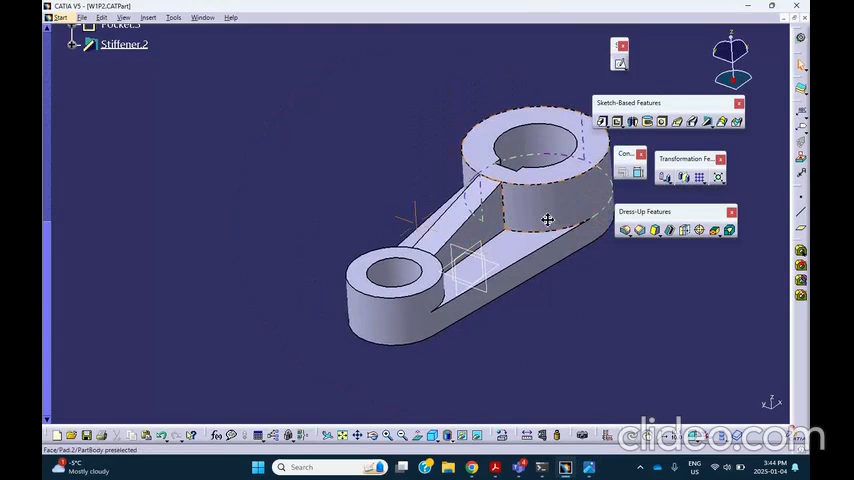 CATIA V5 - [W1P2.CATPart]
Start File Edit View Insert Tools Window Help
Stiffener.2
Sketch-Based Features
Con...
Transformation Fe...
Dress-Up Features
z
z
y x
clideo.com
Face/Pad.2/PartBody preselected
-5°C
Mostly cloudy
Search
ENG
US
3:44 PM
2025-01-04